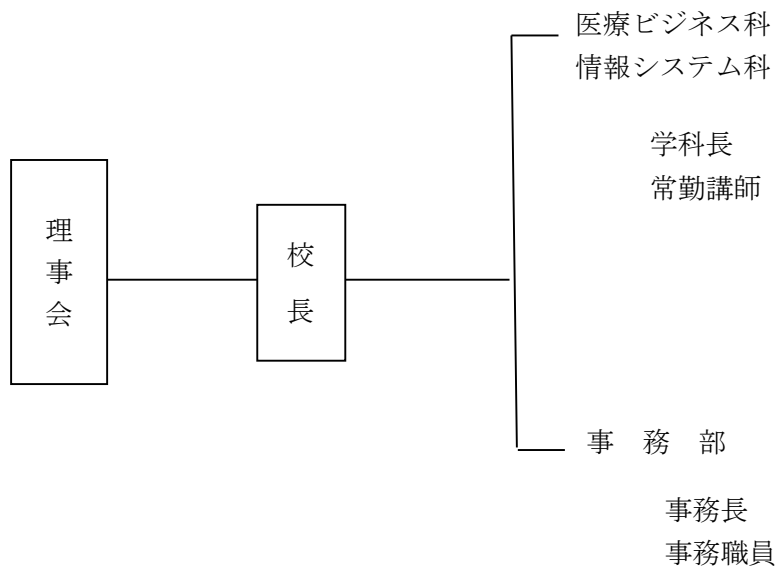 理事会
校長
医療ビジネス科
情報システム科
学科長
常勤講師
事　務　部
事務長
事務職員